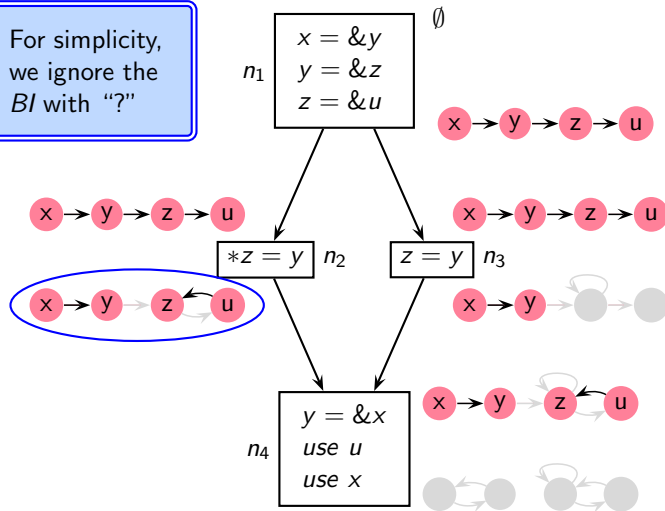 For simplicity,
we ignore the
BI with “?”
∅
n1
x = &y
y = &z
z = &u
x y z u
x y z u
x y z u
∗z = y n2
z = y n3
x y z u
x y
x y z u
n4
y = &x
use u
use x